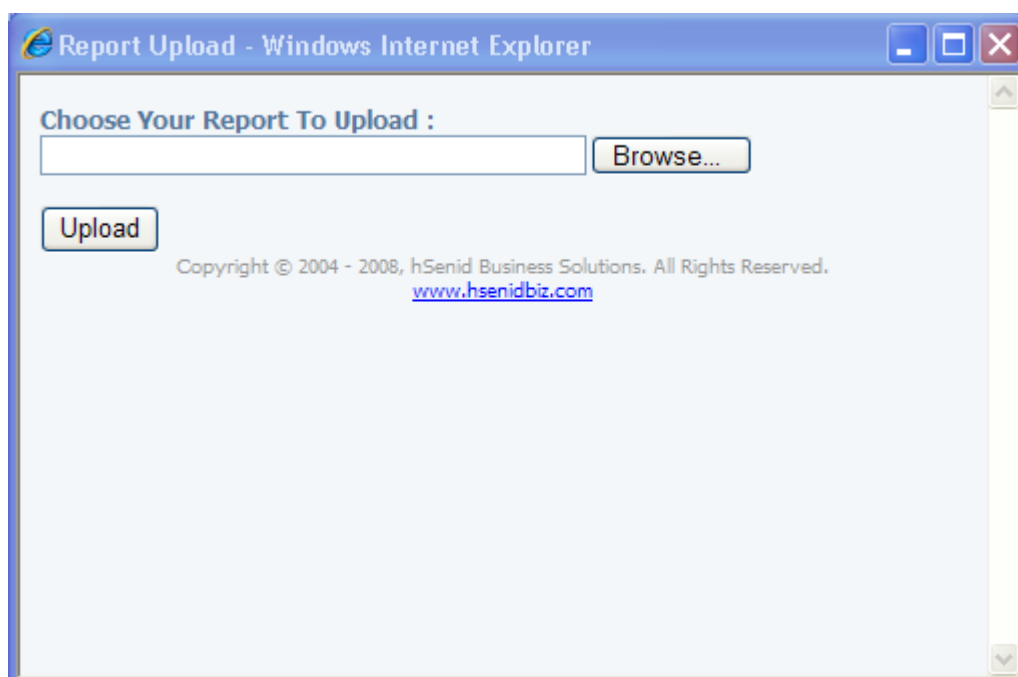 Report Upload - Windows Internet Explorer
Choose Your Report To Upload :
Browse...
Upload
Copyright © 2004 - 2008, hSenid Business Solutions. All Rights Reserved.
www.hsenidbiz.com